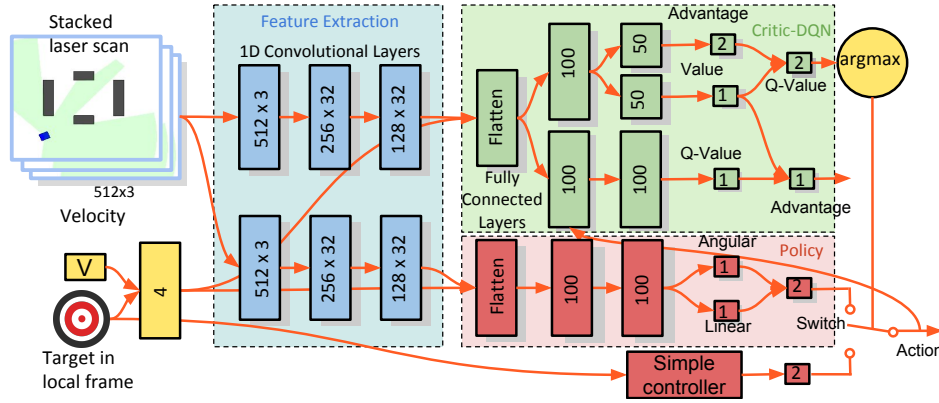 Stacked
laser scan
512x3
Velocity
V
4
Target in
local frame
Feature Extraction
1D Convolutional Layers
512 x 3
256 x 32
128 x 32
512 x 3
256 x 32
128 x 32
Critic-DQN
Flatten
Fully
Connected
Layers
100
50
50
Advantage
2
Value
1
2
Q-Value
argmax
100
100
Q-Value
1
1
Advantage
Policy
Flatten
100
100
Angular
1
1
Linear
2
Switch
Action
Simple
controller
2